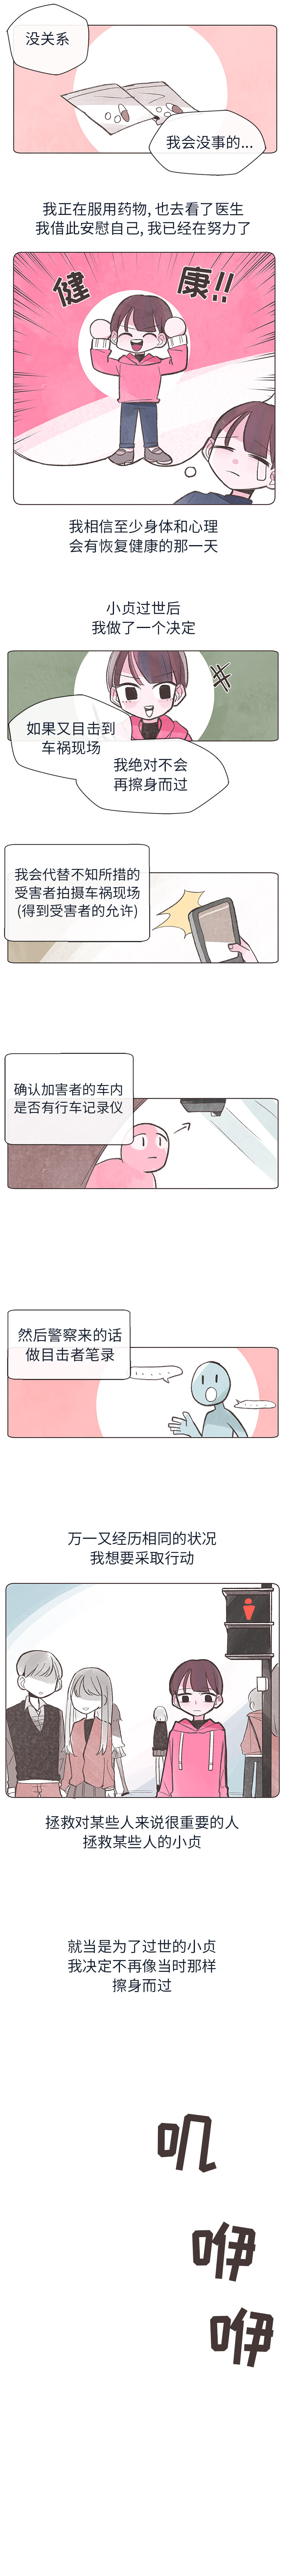 没关系
我会没事的...
我正在服用药物, 也去看了医生
我借此安慰自己, 我已经在努力了
健
康!!
我相信至少身体和心理
会有恢复健康的那一天
小贞过世后
我做了一个决定
如果又目击到
车祸现场
我绝对不会
再擦身而过
我会代替不知所措的
受害者拍摄车祸现场
(得到受害者的允许)
确认加害者的车内
是否有行车记录仪
然后警察来的话
做目击者笔录
万一又经历相同的状况
我想要采取行动
拯救对某些人来说很重要的人
拯救某些人的小贞
就当是为了过世的小贞
我决定不再像当时那样
擦身而过
叽
咿
咿